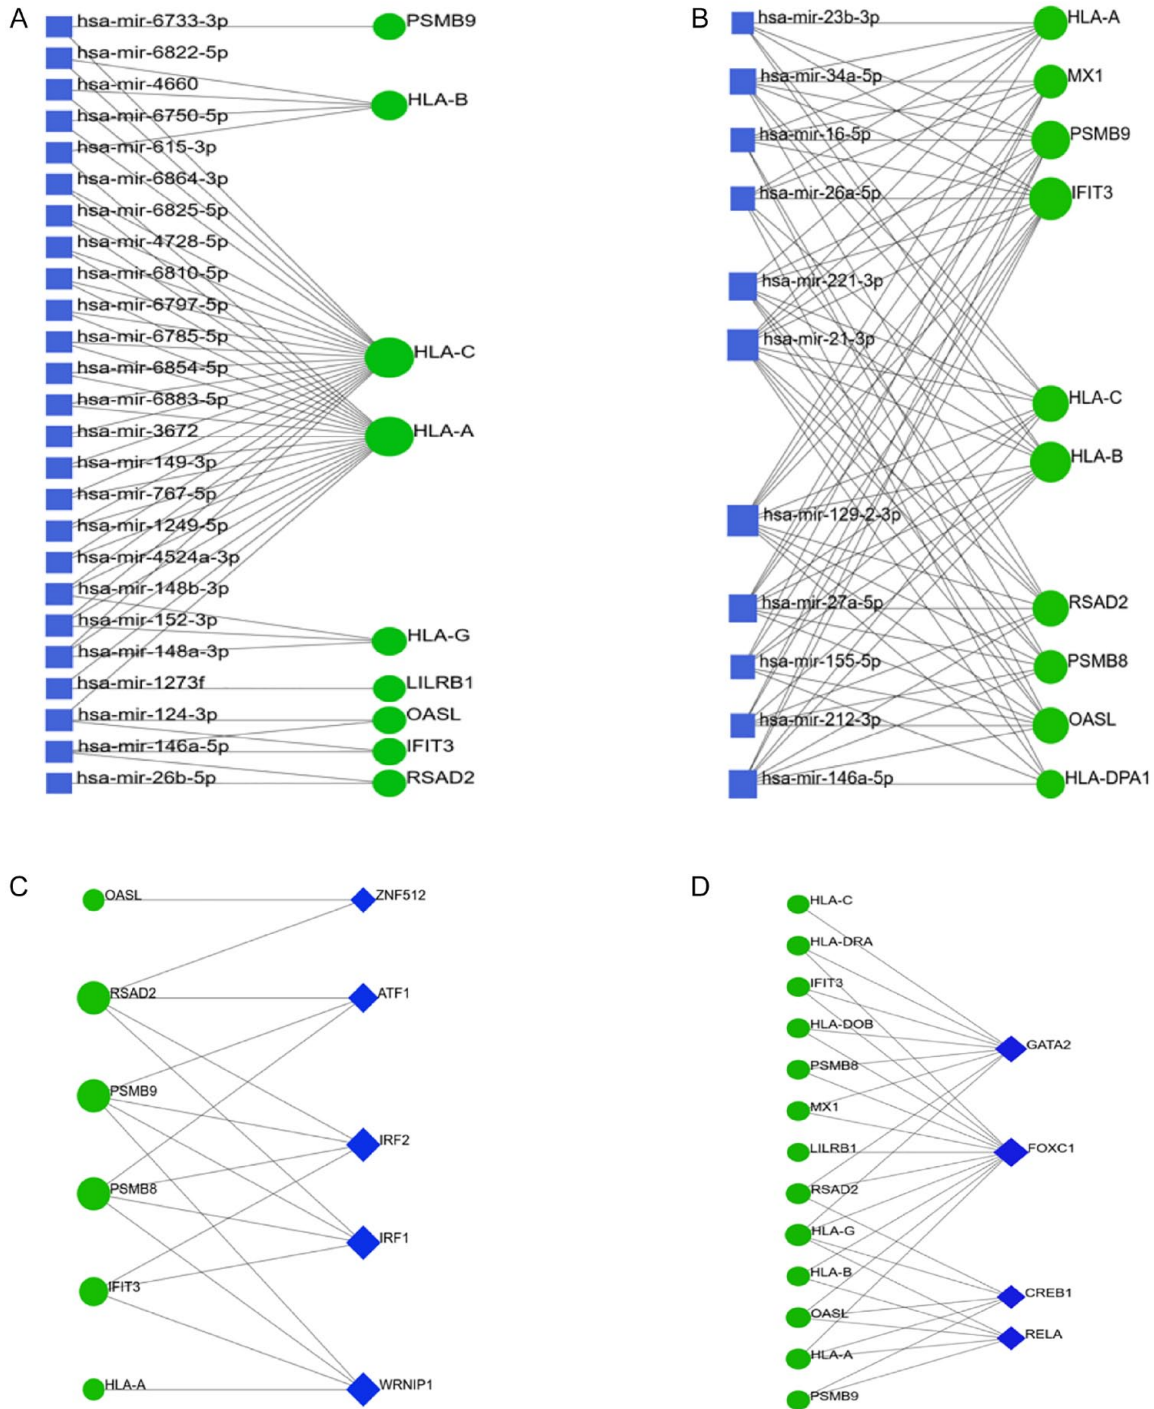 A
hsa-mir-6733-3p
hsa-mir-6822-5p
hsa-mir-4660
hsa-mir-6750-5p
hsa-mir-615-3p
hsa-mir-6864-3p
hsa-mir-6825-5p
hsa-mir-4728-5p
hsa-mir-6810-5p
hsa-mir-6797-5p
hsa-mir-6785-5p
hsa-mir-6854-5p
hsa-mir-6883-5p
hsa-mir-3672
hsa-mir-149-3p
hsa-mir-767-5p
hsa-mir-1249-5p
hsa-mir-4524a-3p
hsa-mir-148b-3p
hsa-mir-152-3p
hsa-mir-148a-3p
hsa-mir-1273f
hsa-mir-124-3p
hsa-mir-146a-5p
hsa-mir-26b-5p
PSMB9
HLA-B
HLA-C
HLA-A
HLA-G
LILRB1
OASL
IFIT3
RSAD2
B
hsa-mir-23b-3p
hsa-mir-34a-5p
hsa-mir-16-5p
hsa-mir-26a-5p
hsa-mir-221-3p
hsa-mir-21-3p
hsa-mir-129-2-3p
hsa-mir-27a-5p
hsa-mir-155-5p
hsa-mir-212-3p
hsa-mir-146a-5p
HLA-A
MX1
PSMB9
IFIT3
HLA-C
HLA-B
RSAD2
PSMB8
OASL
HLA-DPA1
C
OASL
RSAD2
PSMB9
PSMB8
IFIT3
HLA-A
ZNF512
ATF1
IRF2
IRF1
WRNIP1
D
HLA-C
HLA-DRA
IFIT3
HLA-DOB
PSMB8
MX1
LILRB1
RSAD2
HLA-G
HLA-B
OASL
HLA-A
PSMB9
GATA2
FOXC1
CREB1
RELA